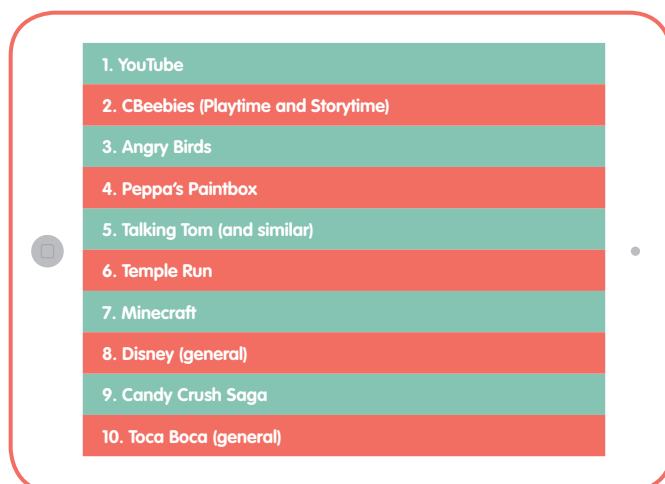 1. YouTube
2. CBeebies (Playtime and Storytime)
3. Angry Birds
4. Peppa's Paintbox
5. Talking Tom (and similar)
6. Temple Run
7. Minecraft
8. Disney (general)
9. Candy Crush Saga
10. Toca Boca (general)